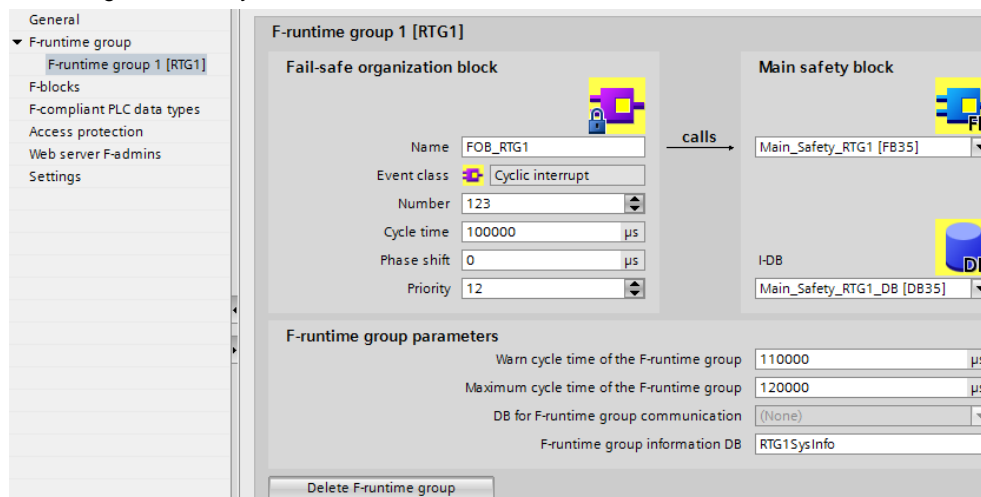 General
F-runtime group
F-runtime group 1 [RTG1]
F-blocks
F-compliant PLC data types
Access protection
Web server F-admins
Settings
F-runtime group 1 [RTG1]
Fail-safe organization block
Main safety block
calls
Name FOB_RTG1
Main_Safety_RTG1 [FB35]
Event class Cyclic interrupt
Number 123
Cycle time 100000 µs
Phase shift 0 µs
I-DB
Priority 12
Main_Safety_RTG1_DB [DB35]
F-runtime group parameters
Warn cycle time of the F-runtime group 110000
Maximum cycle time of the F-runtime group 120000
DB for F-runtime group communication (None)
F-runtime group information DB RTG1SysInfo
Delete F-runtime group